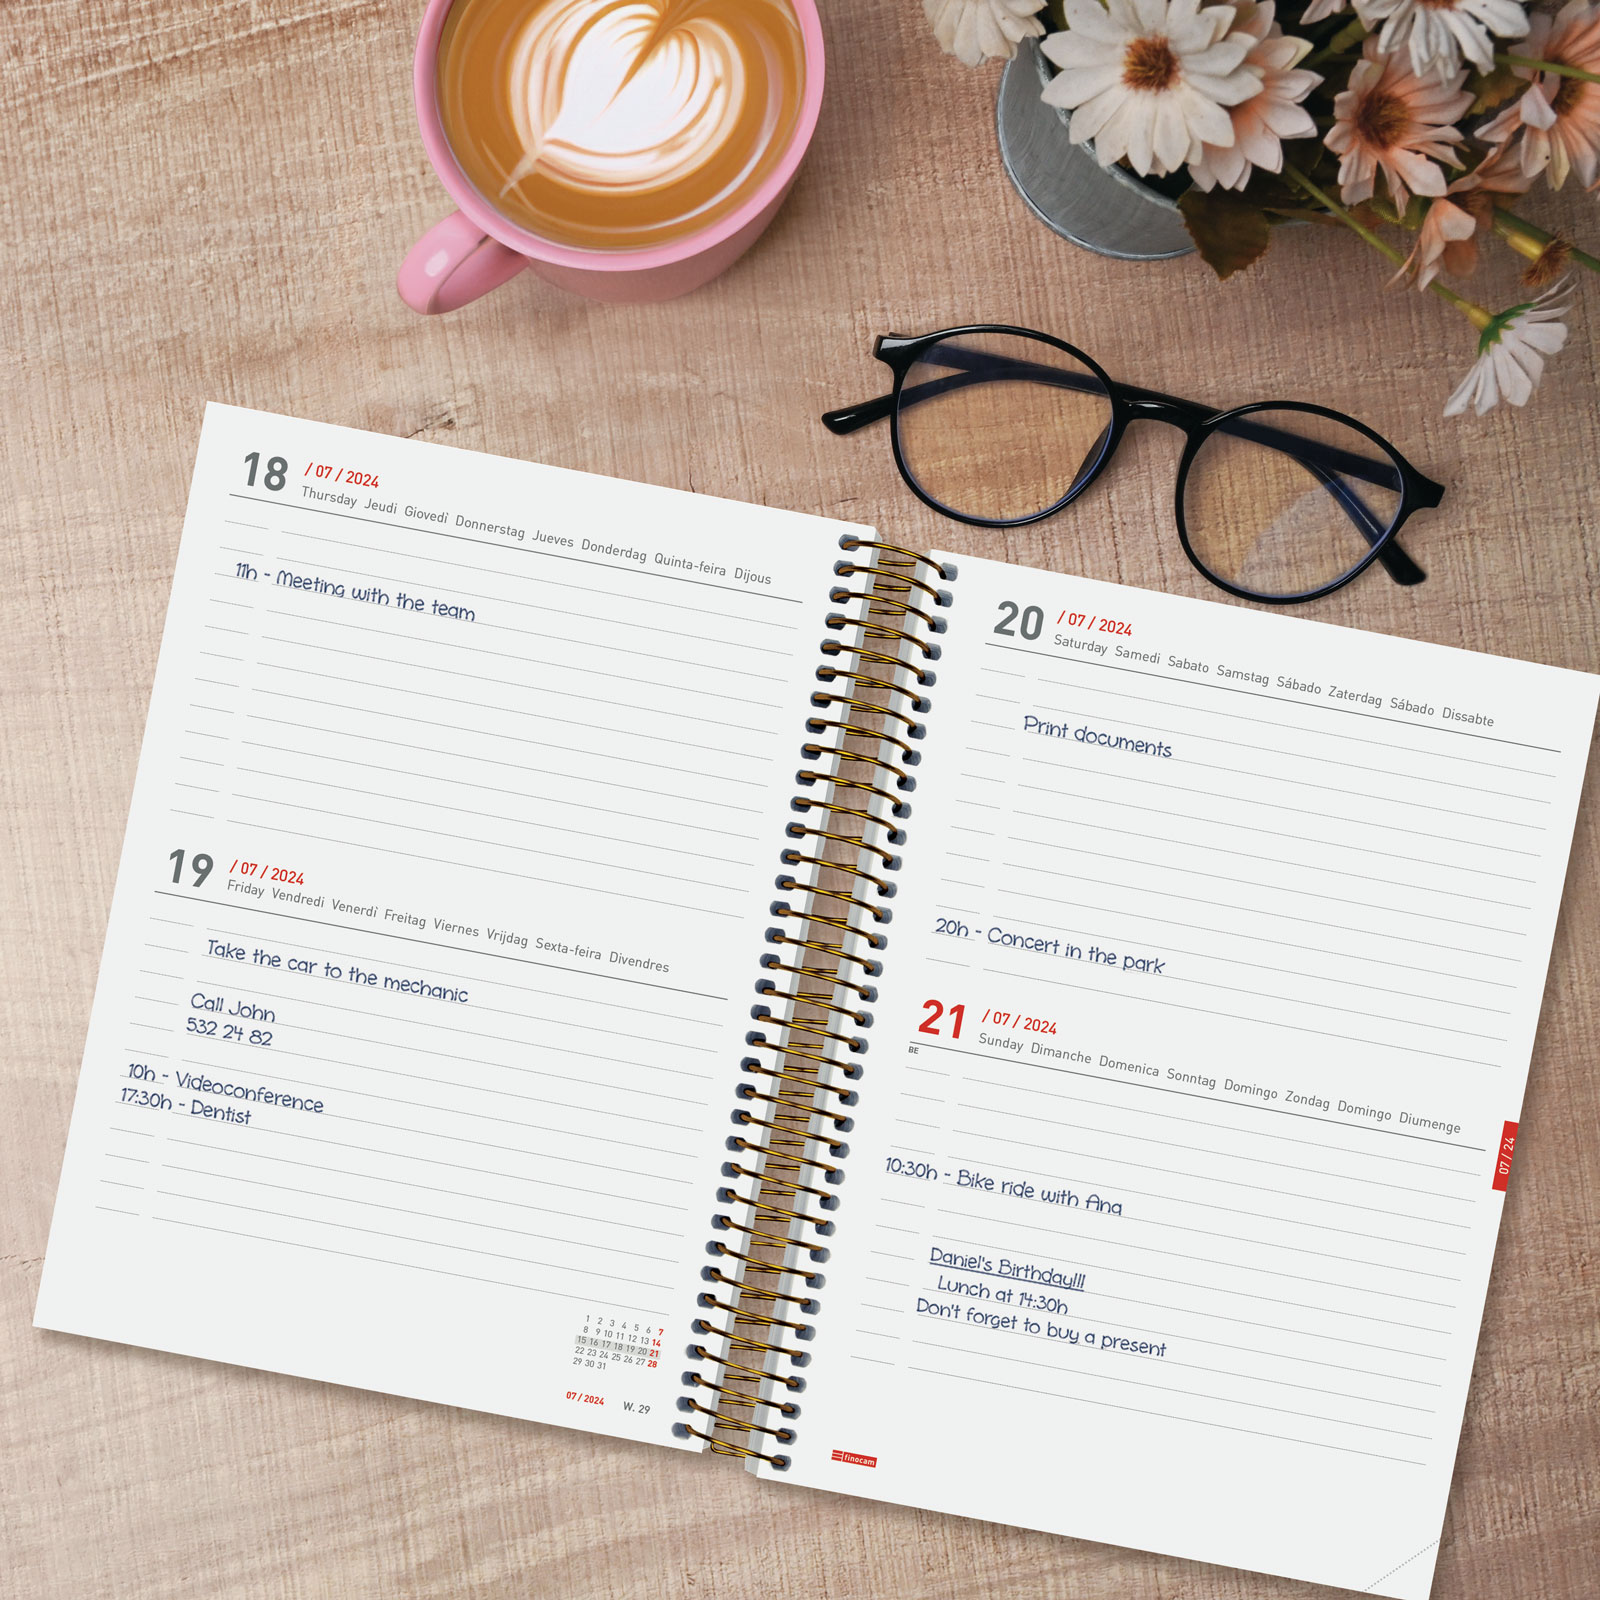 18 / 07 / 2024
Thursday Jeudi Giovedì Donnerstag Jueves Donderdag Quinta-feira Dijous
11h - Meeting with the team
19 / 07 / 2024
Friday Vendredi Venerdì Freitag Viernes Vrijdag Sexta-feira Divendres
Take the car to the mechanic
Call John
532 24 82
10h - Videoconference
17:30h - Dentist
1 2 3 4 5 6 7
8 9 10 11 12 13 14
15 16 17 18 19 20 21
22 23 24 25 26 27 28
29 30 31
07 / 2024 W. 29
20 / 07 / 2024
Saturday Samedi Sabato Samstag Sábado Zaterdag Sábado Dissabte
Print documents
20h - Concert in the park
21 / 07 / 2024
BE
Sunday Dimanche Domenica Sonntag Domingo Zondag Domingo Diumenge
07 / 24
10:30h - Bike ride with Ana
Daniel's Birthday!!!
Lunch at 14:30h
Don't forget to buy a present
finocam